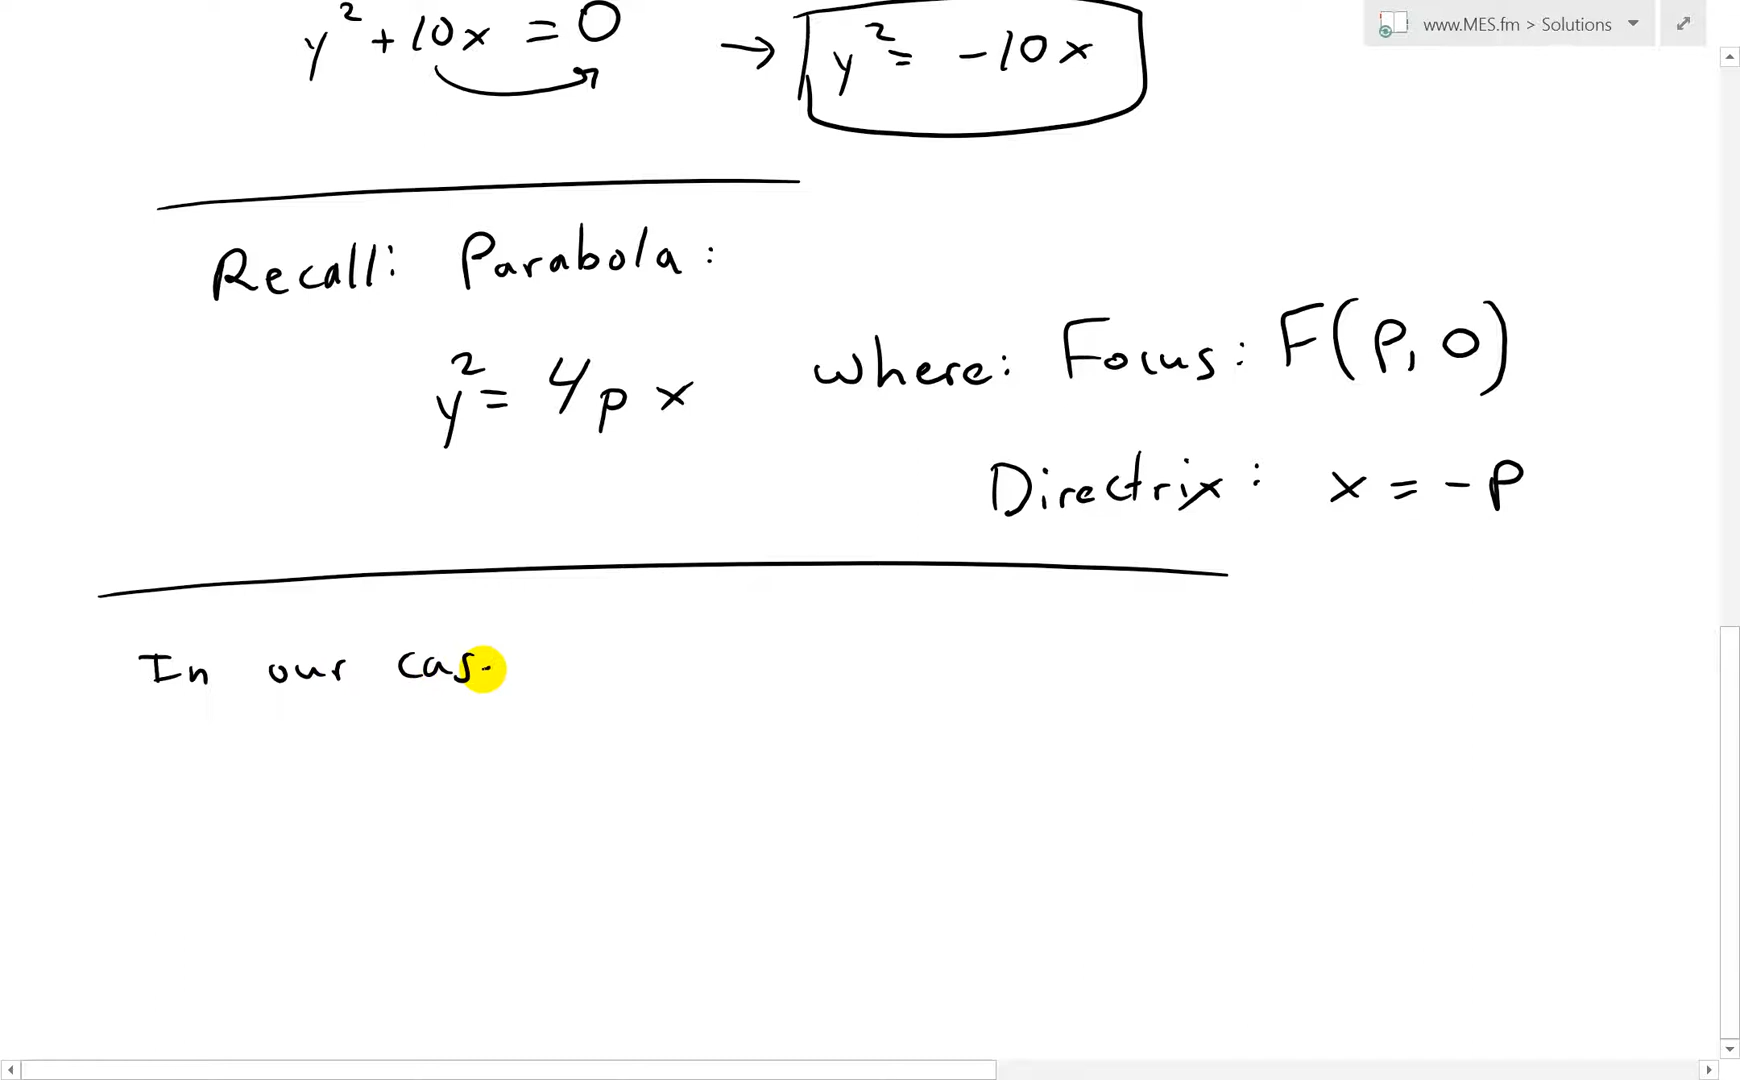 www.MES.fm > Solutions
y² + 10x = 0 → y² = -10x
Recall: Parabola:
y² = 4px where: Focus: F(p, 0)
Directrix: x = -p
In our cas